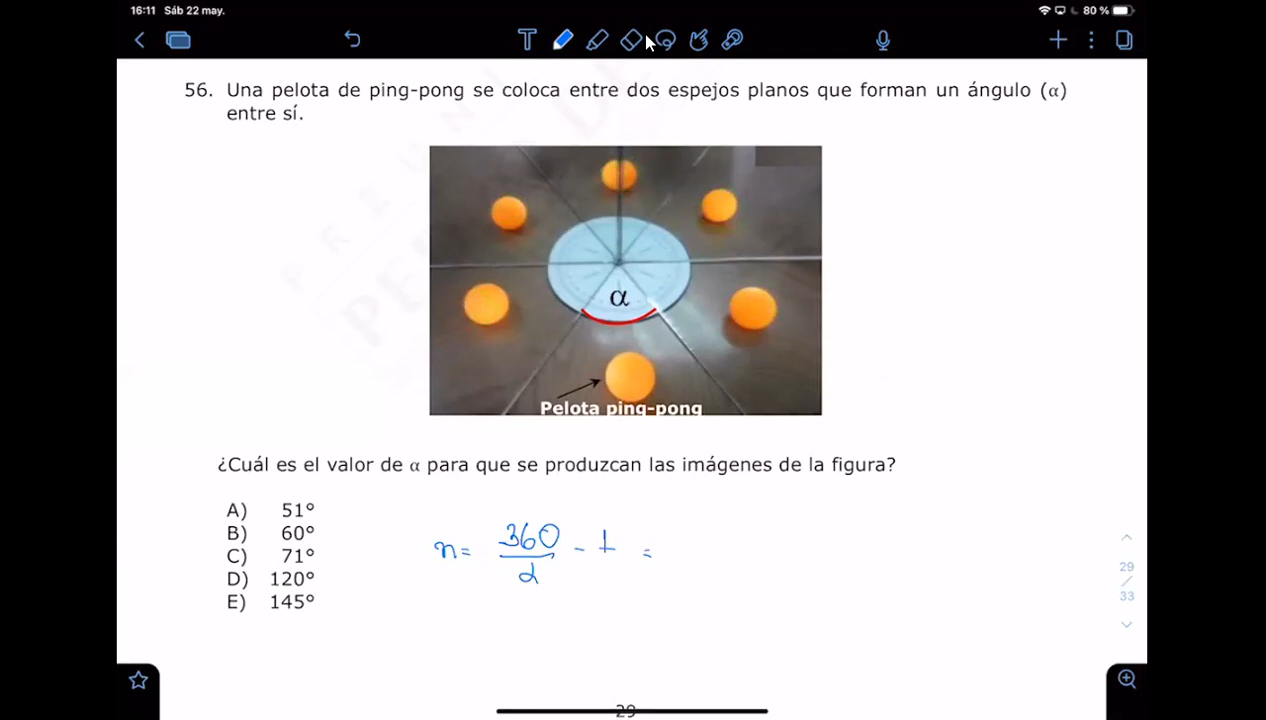 16:11 Sáb 22 may.
80 %
56. Una pelota de ping-pong se coloca entre dos espejos planos que forman un ángulo (α)
entre sí.
α
Pelota ping-pong
¿Cuál es el valor de α para que se produzcan las imágenes de la figura?
A) 51°
B) 60°
C) 71°
D) 120°
E) 145°
n = 360/α - 1 =
29
/
33
29